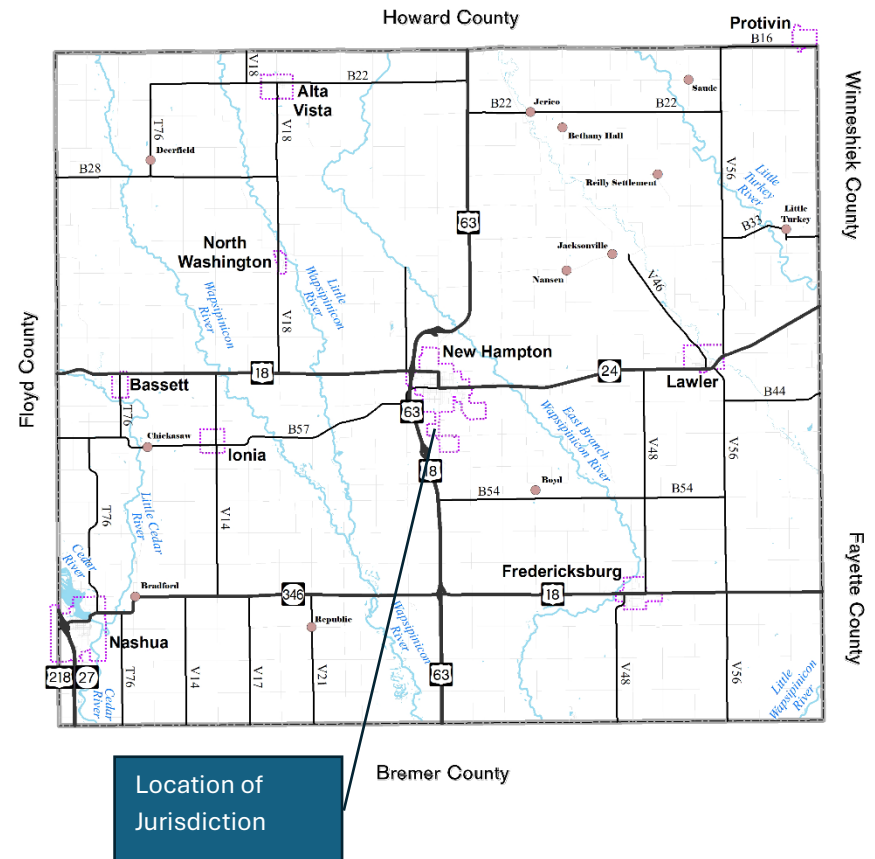 Howard County
Protivin
B16
V18
B22
Alta
Vista
Saude
B22
Jerico
B22
Bethany Hall
T76
V18
Deerfield
B28
V56
Little
Turkey
River
Reilly Settlement
Winneshiek County
63
Little
Turkey
B33
North
Washington
Jacksonville
Nansen
V46
Wapsipinicon
River
Little
Wapsipinicon
River
V18
Floyd County
New Hampton
18
24
Bassett
Lawler
T76
63
B44
Chickasaw
B57
Ionia
East Branch
Wapsipinicon River
V48
V56
18
Boyd
B54
B54
T76
Little Cedar
River
V14
Cedar
River
Fredericksburg
Fayette County
Bradford
346
18
Republic
Wapsipinicon
River
Nashua
218
27
Cedar
River
T76
V14
V17
V21
63
V48
V56
Little
Wapsipinicon
River
Bremer County
Location of
Jurisdiction